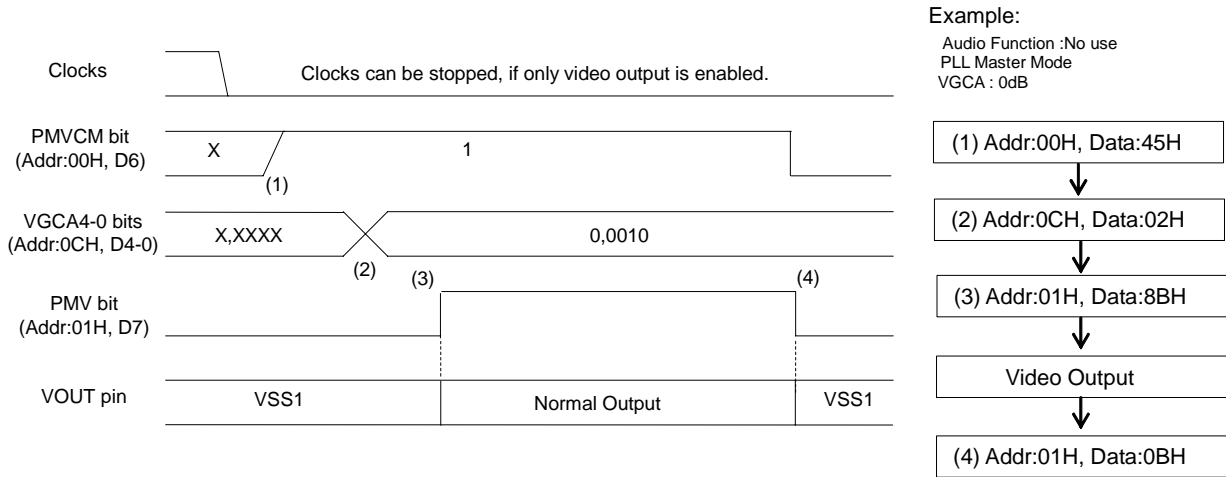 Example:
Audio Function :No use
PLL Master Mode
VGCA : 0dB
Clocks
Clocks can be stopped, if only video output is enabled.
PMVCM bit
(Addr:00H, D6)
X
1
(1)
(1) Addr:00H, Data:45H
VGCA4-0 bits
(Addr:0CH, D4-0)
X,XXXX
0,0010
(2)
(2) Addr:0CH, Data:02H
PMV bit
(Addr:01H, D7)
(3)
(4)
(3) Addr:01H, Data:8BH
Video Output
VOUT pin
VSS1
Normal Output
VSS1
(4) Addr:01H, Data:0BH